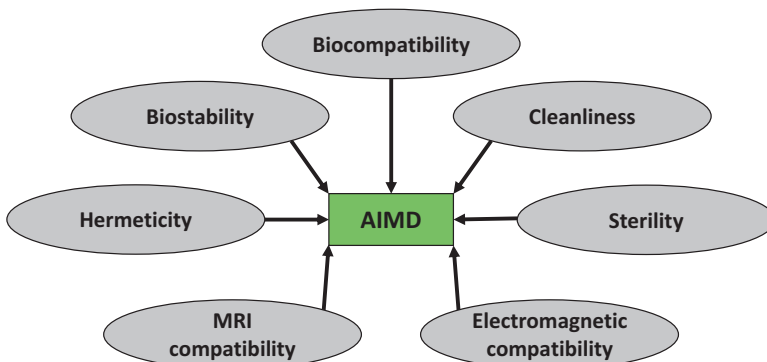 Biocompatibility
Biostability
Cleanliness
Hermeticity
AIMD
Sterility
MRI
compatibility
Electromagnetic
compatibility